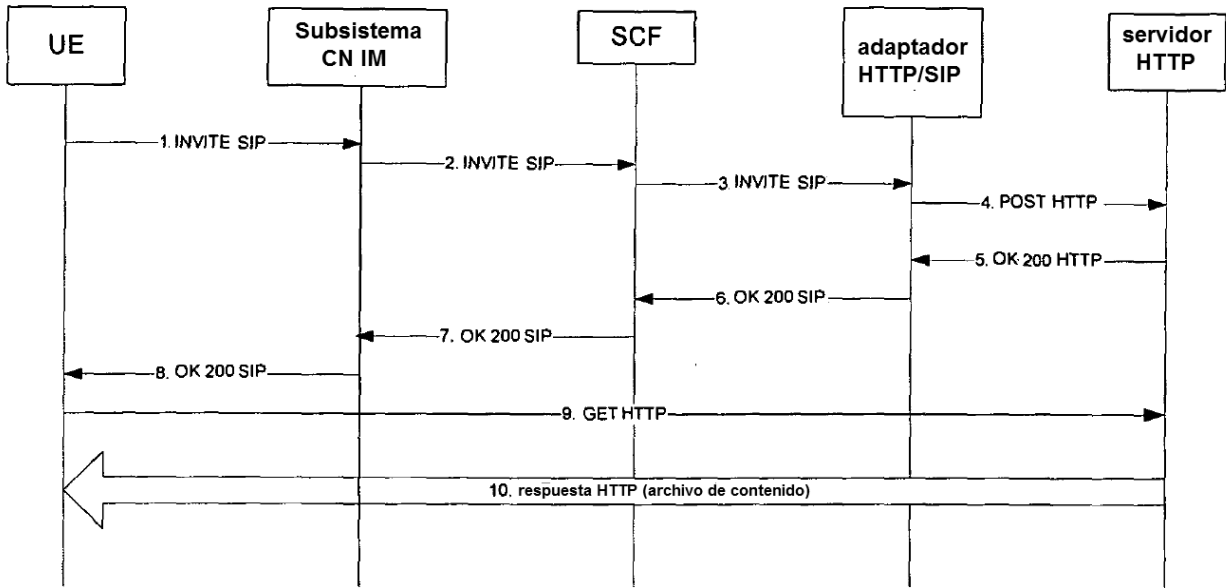 UE
Subsistema
CN IM
SCF
adaptador
HTTP/SIP
servidor
HTTP
1. INVITE SIP
2. INVITE SIP
3. INVITE SIP
4. POST HTTP
5. OK 200 HTTP
6. OK 200 SIP
7. OK 200 SIP
8. OK 200 SIP
9. GET HTTP
10. respuesta HTTP (archivo de contenido)